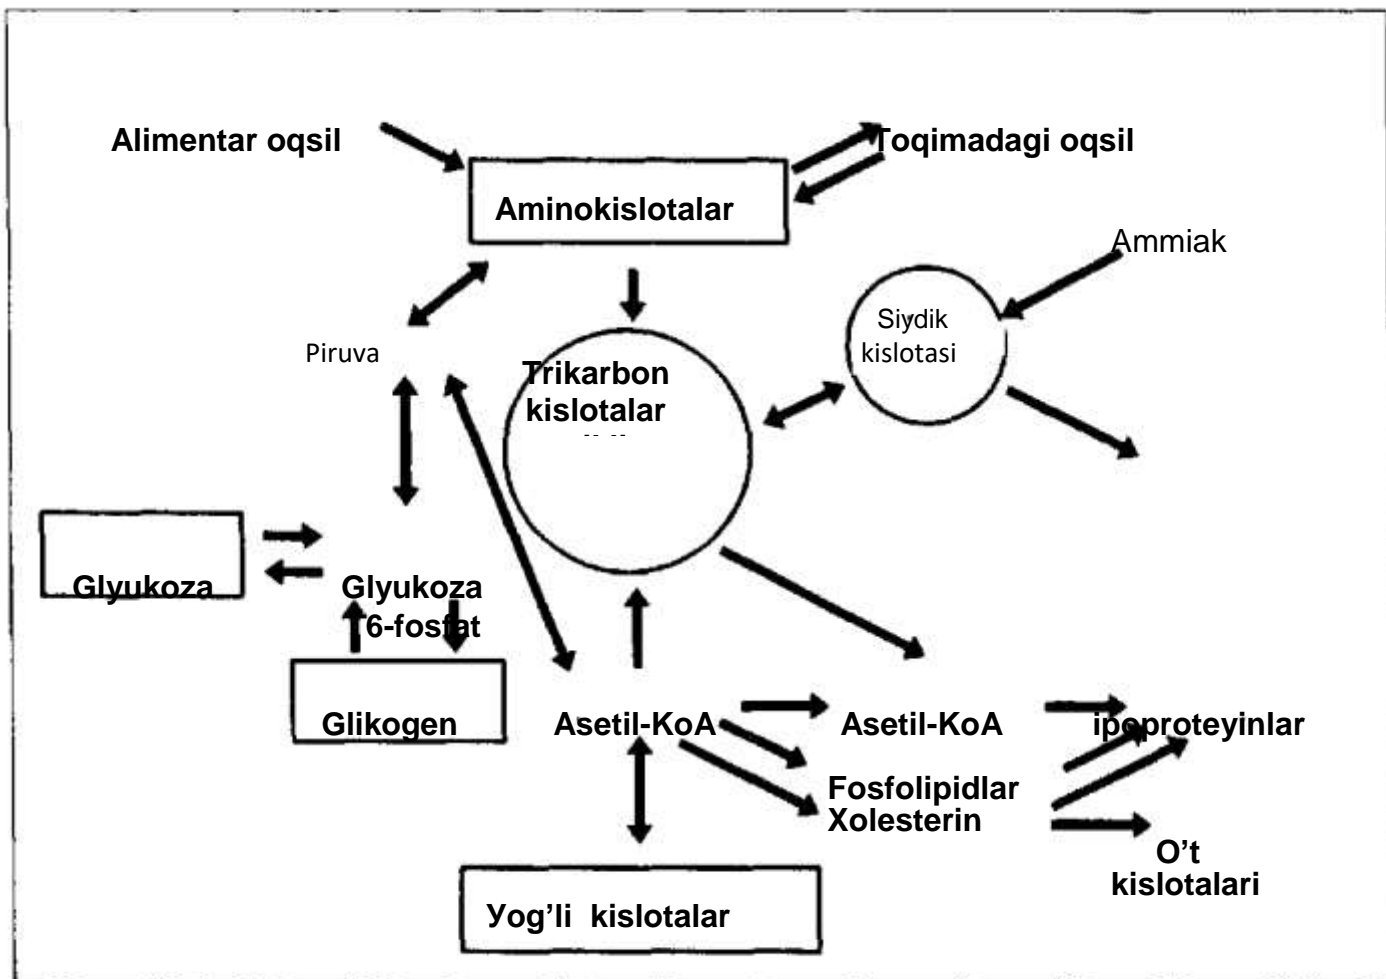 Alimentar oqsil
Toqimadagi oqsil
Aminokislotalar
Ammiak
Siydik
kislotasi
Piruva
Trikarbon
kislotalar
Glyukoza
Glyukoza
6-fosfat
Glikogen
Asetil-KoA
Asetil-KoA
ipoproteyinlar
Fosfolipidlar
Xolesterin
O't
kislotalari
Yog'li kislotalar